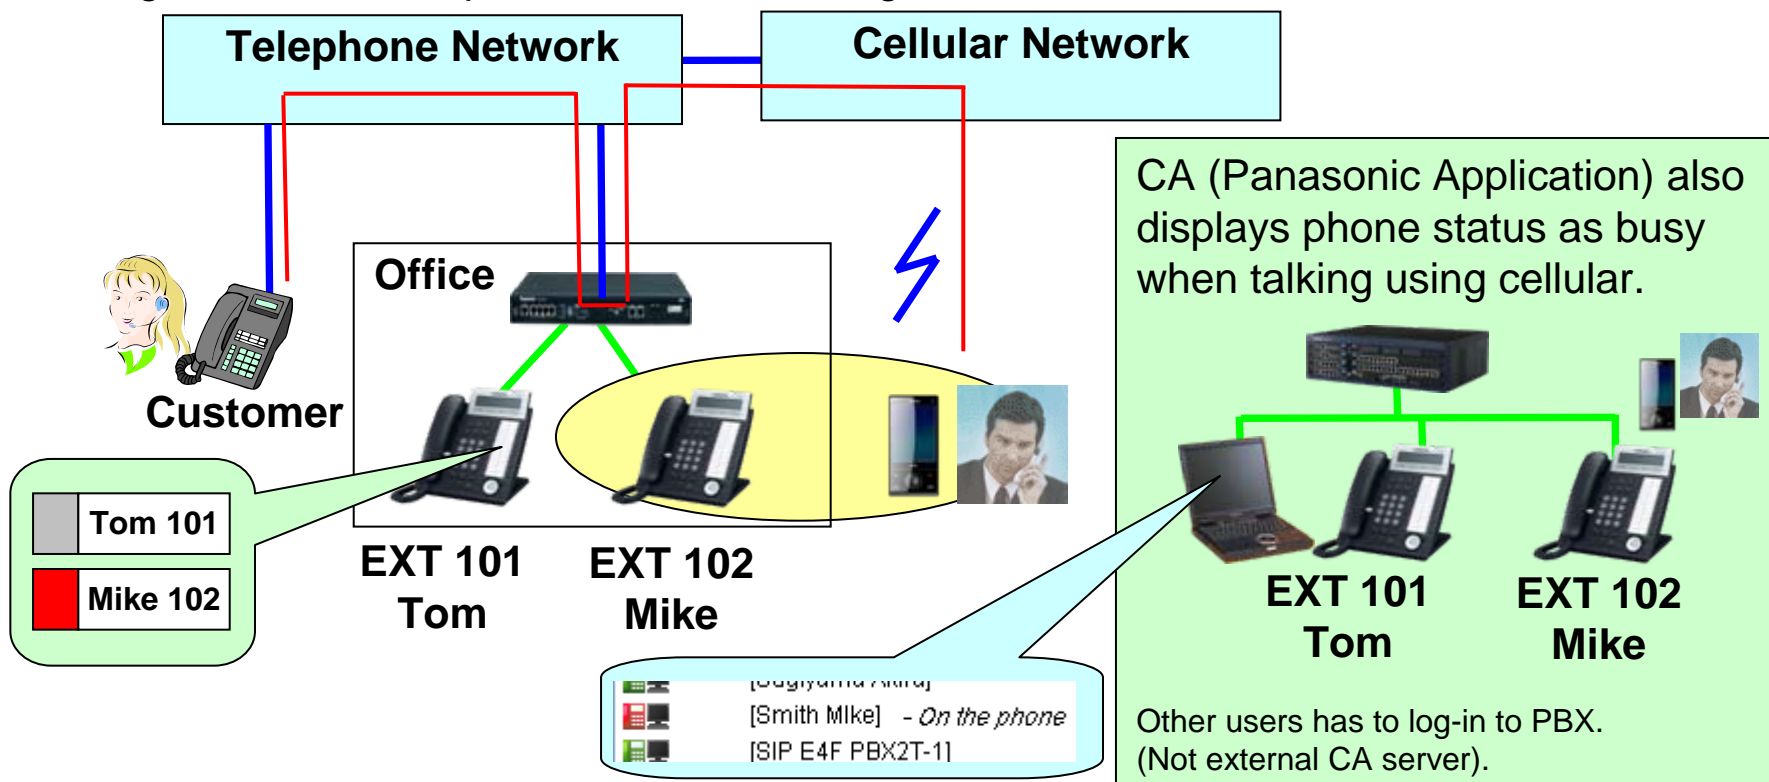 Telephone Network
Cellular Network
CA (Panasonic Application) also
displays phone status as busy
when talking using cellular.
Office
Customer
Tom 101
Mike 102
EXT 101
Tom
EXT 102
Mike
EXT 101
Tom
EXT 102
Mike
[Smith MIke] - On the phone
[SIP E4F PBX2T-1]
Other users has to log-in to PBX.
(Not external CA server).